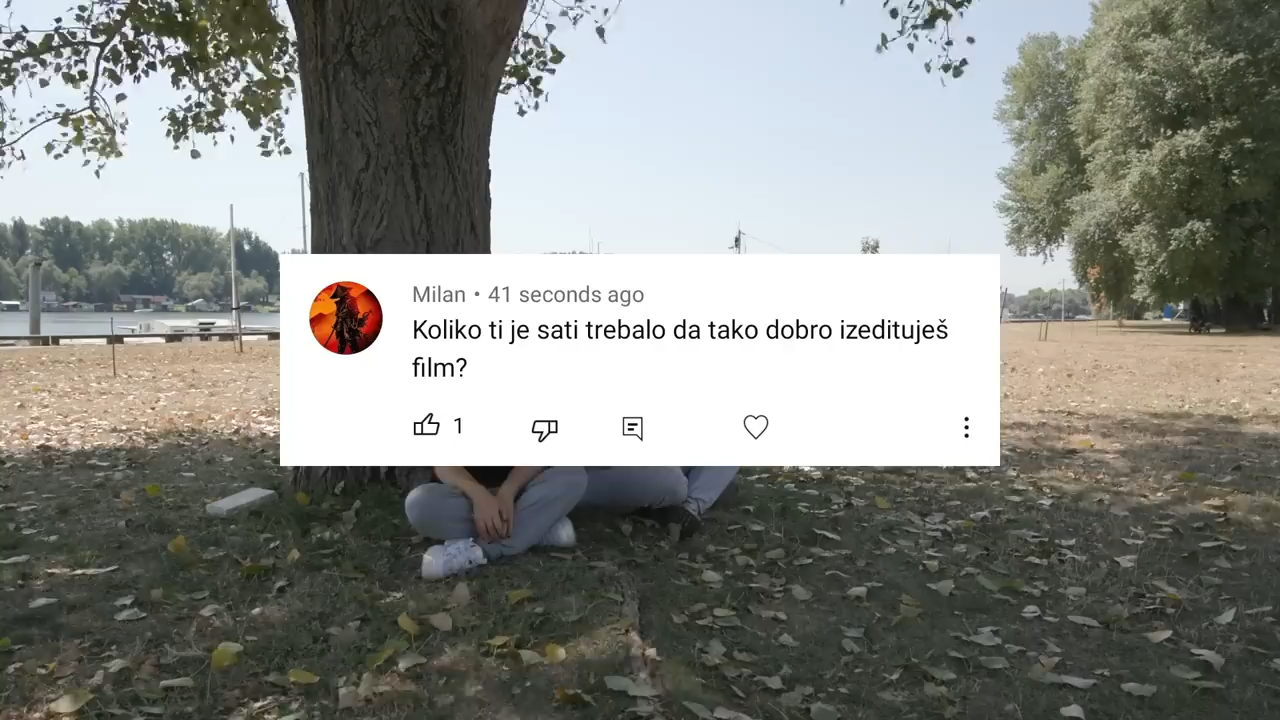 Milan • 41 seconds ago
Koliko ti je sati trebalo da tako dobro izedituješ
film?
1